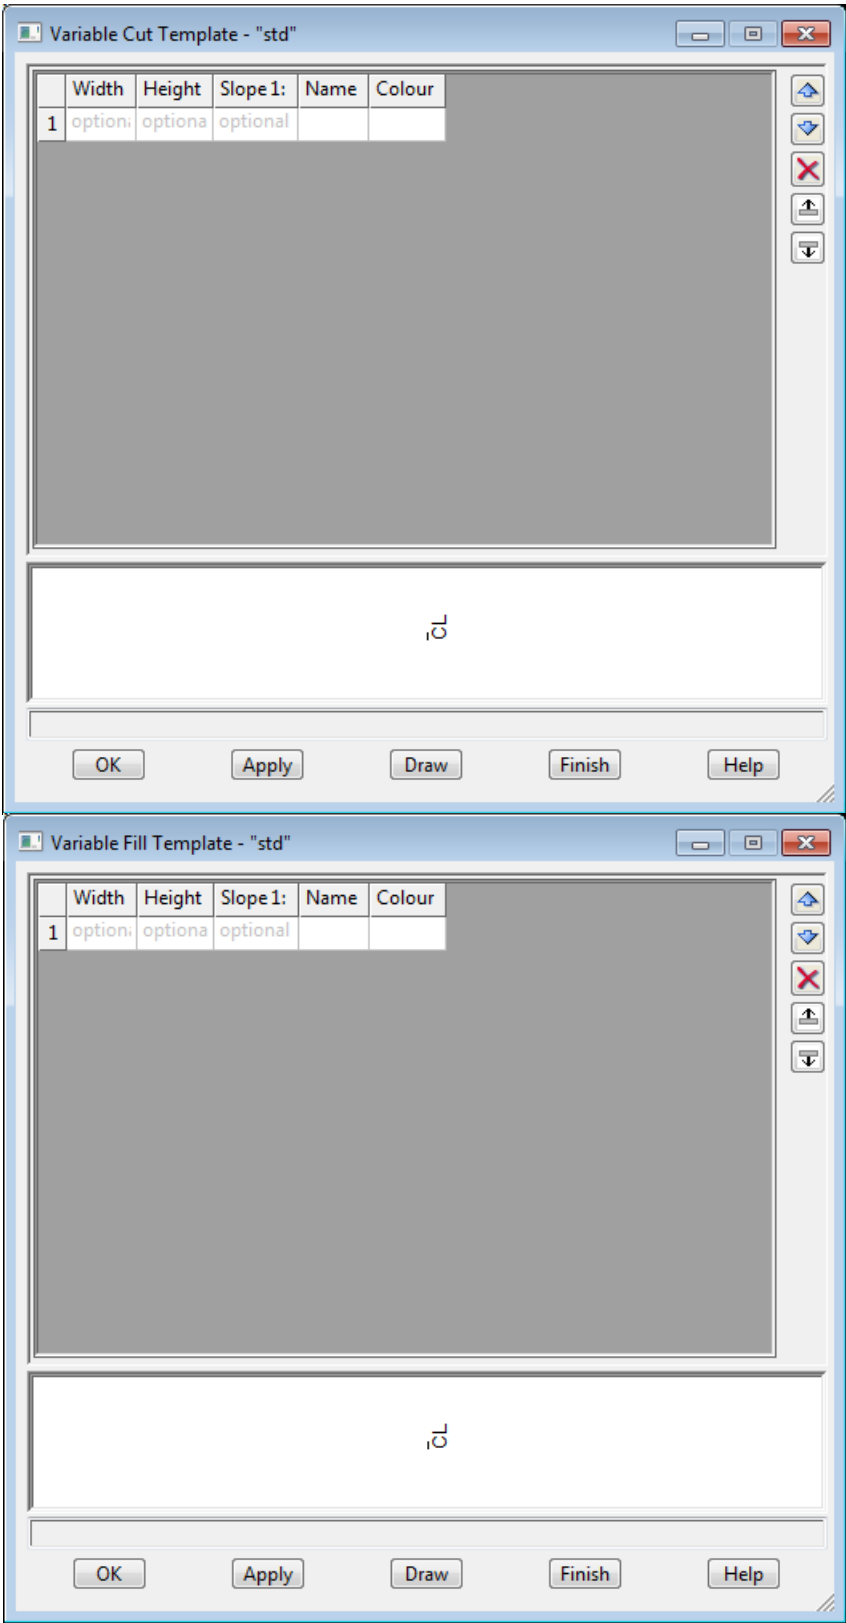 Variable Cut Template - "std"
Width Height Slope 1: Name Colour
1 optiona optiona optional
CL
OK Apply Draw Finish Help
Variable Fill Template - "std"
Width Height Slope 1: Name Colour
1 optiona optiona optional
CL
OK Apply Draw Finish Help